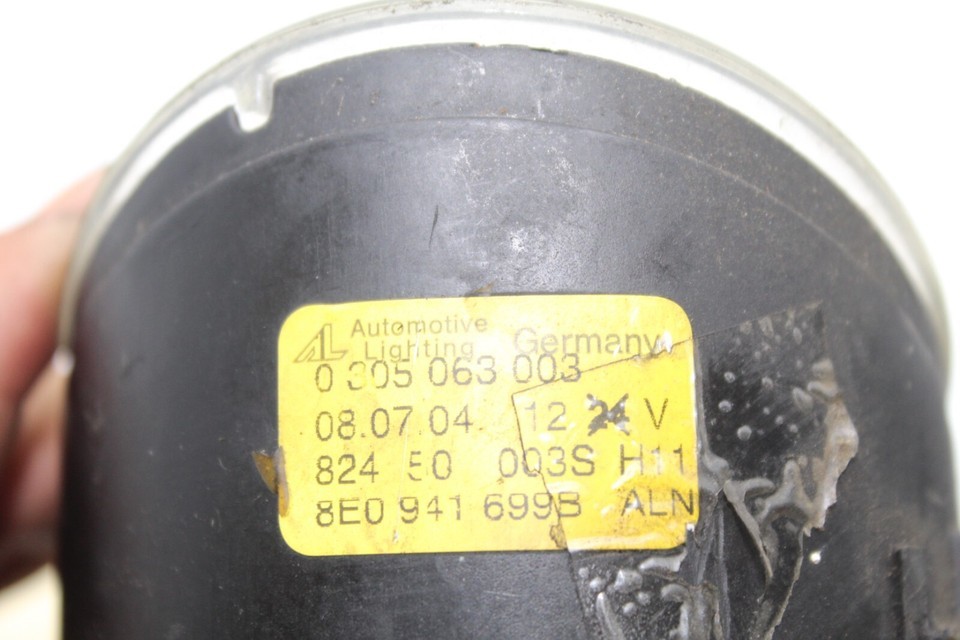 AL Automotive
Lighting Germany
0 305 063 003
08.07.04. 12 24 V
824 50 003S H11
8E0 941 699B ALN